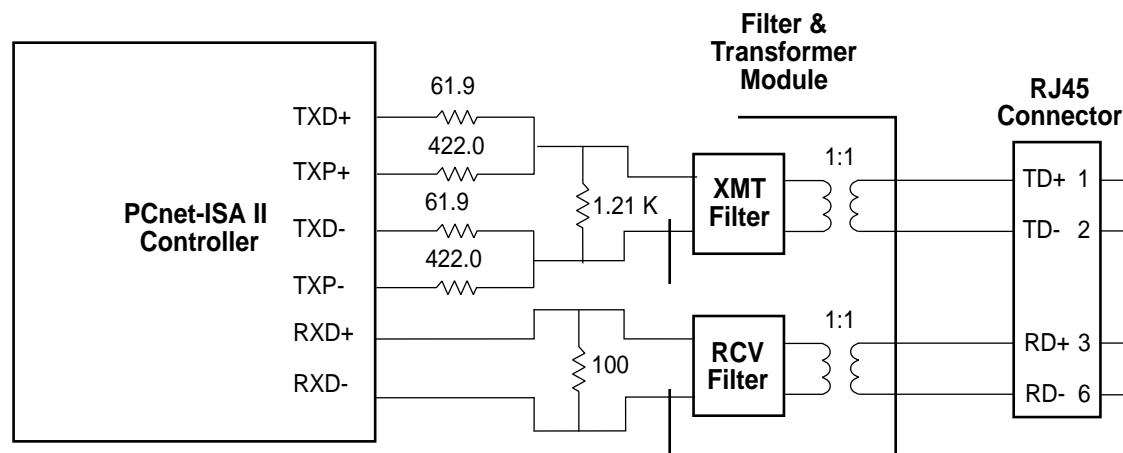 Filter &
Transformer
Module
RJ45
Connector
PCnet-ISA II
Controller
TXD+
61.9
TXP+
422.0
TXD-
61.9
TXP-
422.0
1.21 K
XMT
Filter
1:1
TD+ 1
TD- 2
RXD+
RXD-
100
RCV
Filter
1:1
RD+ 3
RD- 6